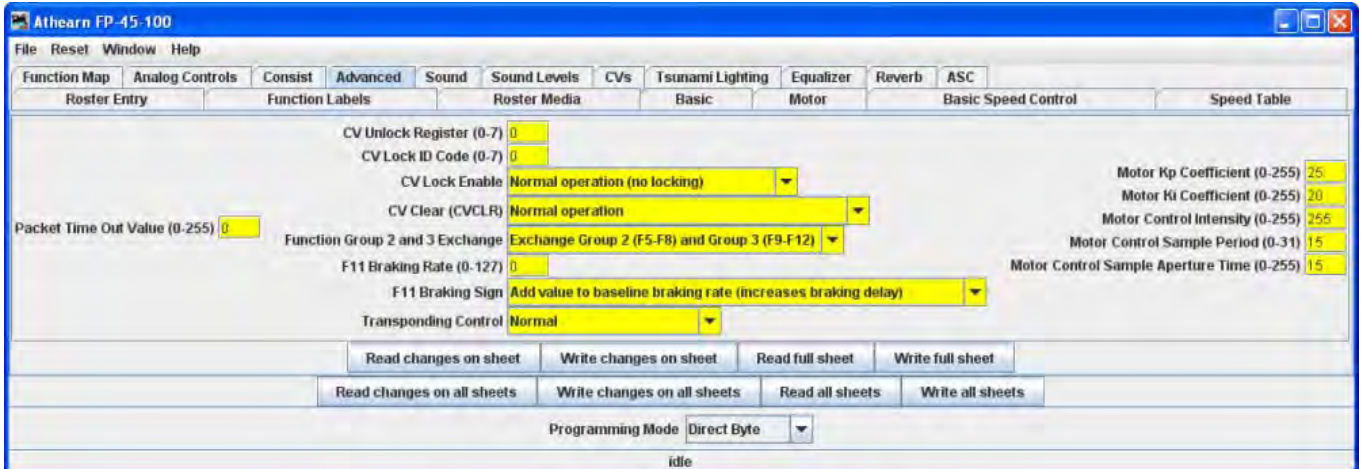 Athearn FP-45-100
File Reset Window Help
Function Map Analog Controls Consist Advanced Sound Sound Levels CVs Tsunami Lighting Equalizer Reverb ASC
Roster Entry Function Labels Roster Media Basic Motor Basic Speed Control Speed Table
Packet Time Out Value (0-255) 0
CV Unlock Register (0-7) 0
CV Lock ID Code (0-7) 0
CV Lock Enable Normal operation (no locking)
CV Clear (CVCLR) Normal operation
Function Group 2 and 3 Exchange Exchange Group 2 (F5-F8) and Group 3 (F9-F12)
F11 Braking Rate (0-127) 0
F11 Braking Sign Add value to baseline braking rate (increases braking delay)
Transponding Control Normal
Motor Kp Coefficient (0-255) 25
Motor Ki Coefficient (0-255) 20
Motor Control Intensity (0-255) 255
Motor Control Sample Period (0-31) 15
Motor Control Sample Aperture Time (0-255) 15
Read changes on sheet Write changes on sheet Read full sheet Write full sheet
Read changes on all sheets Write changes on all sheets Read all sheets Write all sheets
Programming Mode Direct Byte
idle